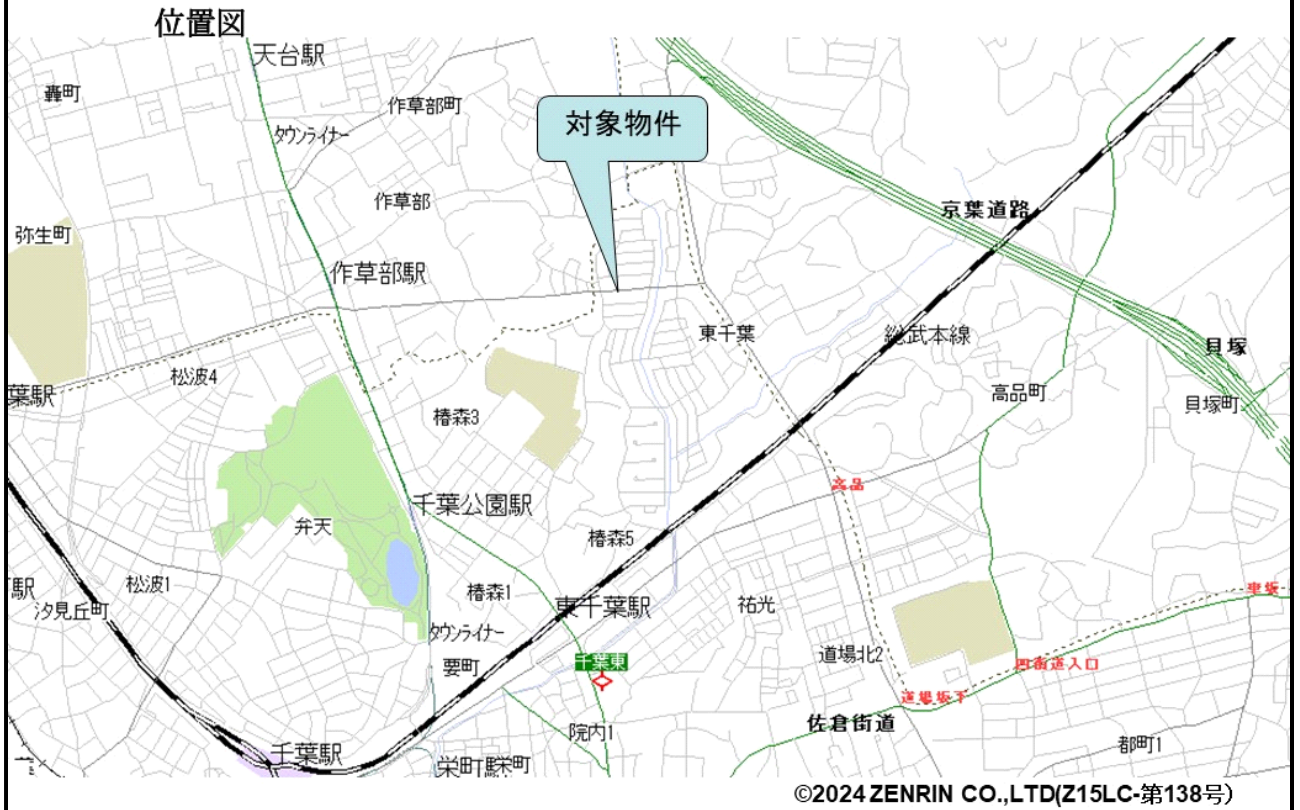 位置図
天台駅
轟町
作草部町
対象物件
タウンライナー
作草部
京葉道路
弥生町
作草部駅
東千葉
総武本線
貝塚
松波4
葉駅
高品町
貝塚町
椿森3
高品
千葉公園駅
弁天
椿森5
松波1
駅
椿森1
東千葉駅
祐光
汐見丘町
タウンライナー
要町
千葉東
道場北2
四街道入口
道場坂下
佐倉街道
院内1
都町1
千葉駅
栄町駅
栄町
©2024 ZENRIN CO.,LTD(Z15LC-第138号)